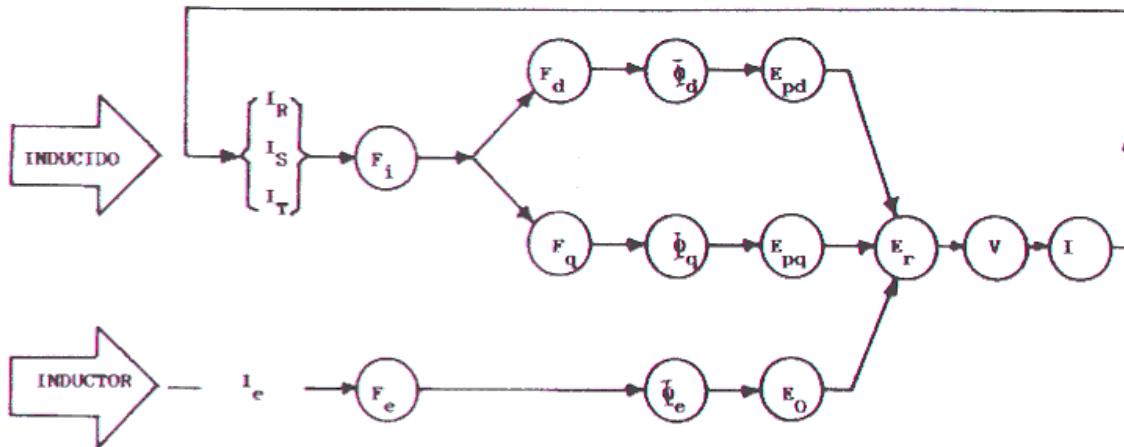 INDUCIDO
I_R
I_S
I_T
F_i
F_d
Φ_d
E_pd
F_q
Φ_q
E_pq
E_r
V
I
INDUCTOR
I_e
F_e
Φ_e
E_0